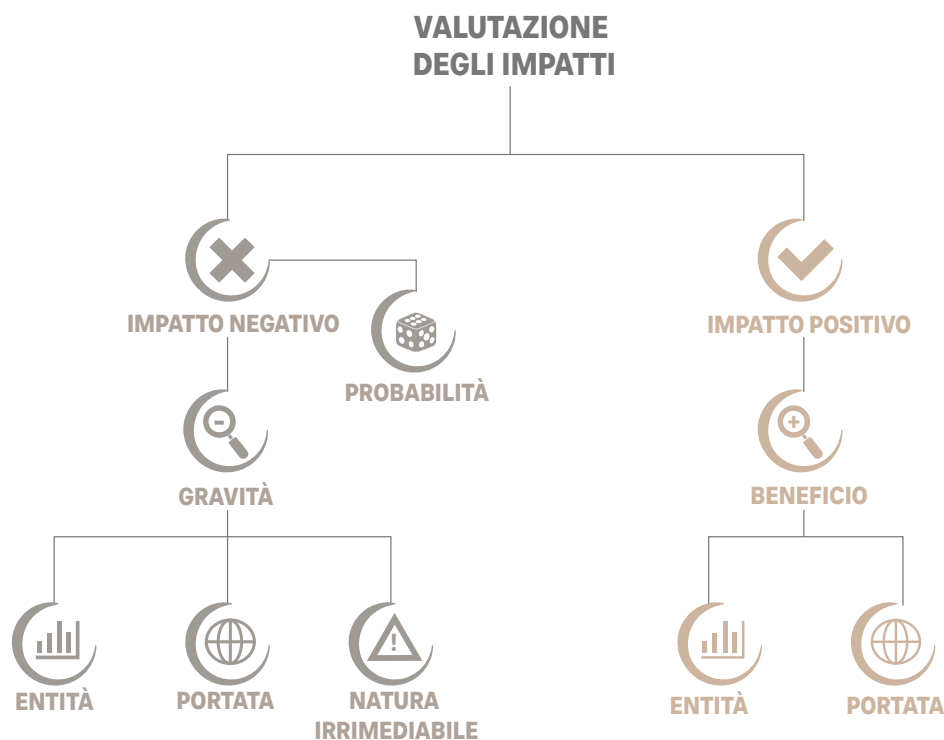 VALUTAZIONE
DEGLI IMPATTI
IMPATTO NEGATIVO
IMPATTO POSITIVO
PROBABILITÀ
GRAVITÀ
BENEFICIO
ENTITÀ
PORTATA
NATURA
IRRIMEDIABILE
ENTITÀ
PORTATA